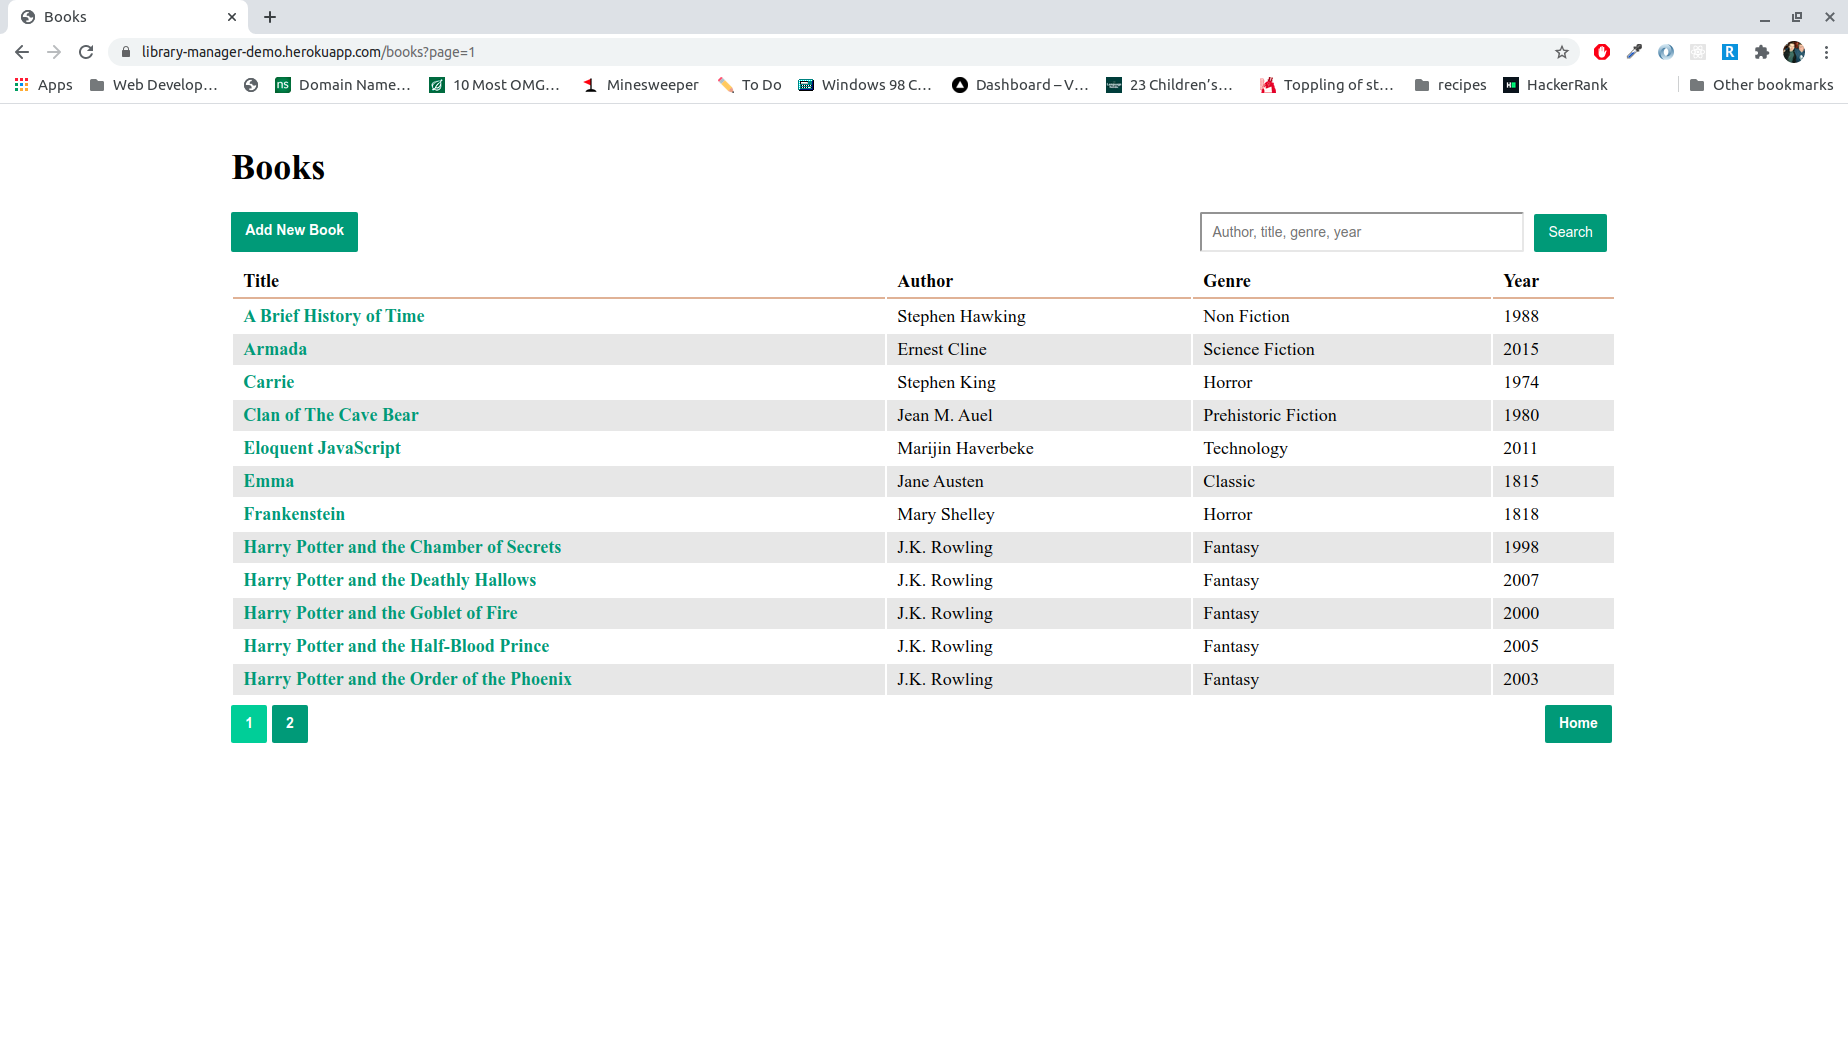 Books
library-manager-demo.herokuapp.com/books?page=1
R
Apps Web Develop... ns Domain Name... 10 Most OMG... Minesweeper To Do Windows 98 C... Dashboard – V... 23 Children's... Toppling of st... recipes HackerRank Other bookmarks
Books
Add New Book Author, title, genre, year Search
Title Author Genre Year
A Brief History of Time Stephen Hawking Non Fiction 1988
Armada Ernest Cline Science Fiction 2015
Carrie Stephen King Horror 1974
Clan of The Cave Bear Jean M. Auel Prehistoric Fiction 1980
Eloquent JavaScript Marijin Haverbeke Technology 2011
Emma Jane Austen Classic 1815
Frankenstein Mary Shelley Horror 1818
Harry Potter and the Chamber of Secrets J.K. Rowling Fantasy 1998
Harry Potter and the Deathly Hallows J.K. Rowling Fantasy 2007
Harry Potter and the Goblet of Fire J.K. Rowling Fantasy 2000
Harry Potter and the Half-Blood Prince J.K. Rowling Fantasy 2005
Harry Potter and the Order of the Phoenix J.K. Rowling Fantasy 2003
1 2 Home